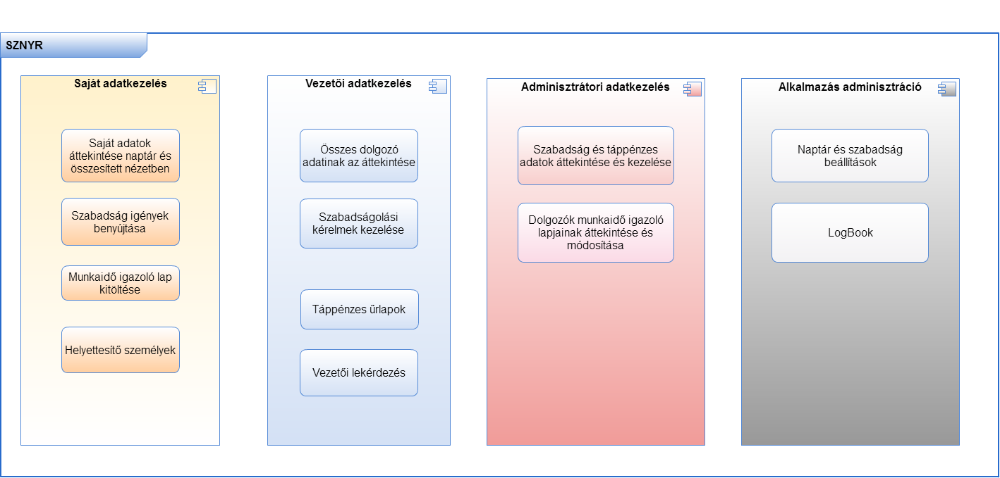 SZNYR
Saját adatkezelés
Saját adatok
áttekintése naptár és
összesített nézetben
Szabadság igények
benyújtása
Munkaidő igazoló lap
kitöltése
Helyettesítő személyek
Vezetői adatkezelés
Összes dolgozó
adatinak az áttekintése
Szabadságolási
kérelmek kezelése
Táppénzes űrlapok
Vezetői lekérdezés
Adminisztrátori adatkezelés
Szabadság és táppénzes
adatok áttekintése és kezelése
Dolgozók munkaidő igazoló
lapjainak áttekintése és
módosítása
Alkalmazás adminisztráció
Naptár és szabadság
beállítások
LogBook